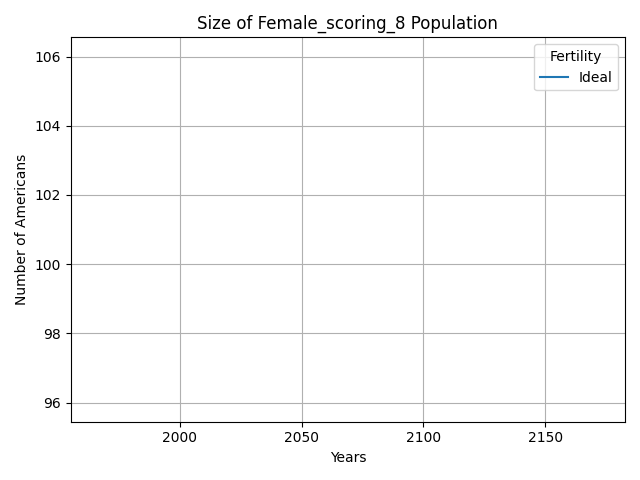 Size of Female_scoring_8 Population
Number of Americans
106
104
102
100
98
96
Fertility
Ideal
2000 2050 2100 2150
Years